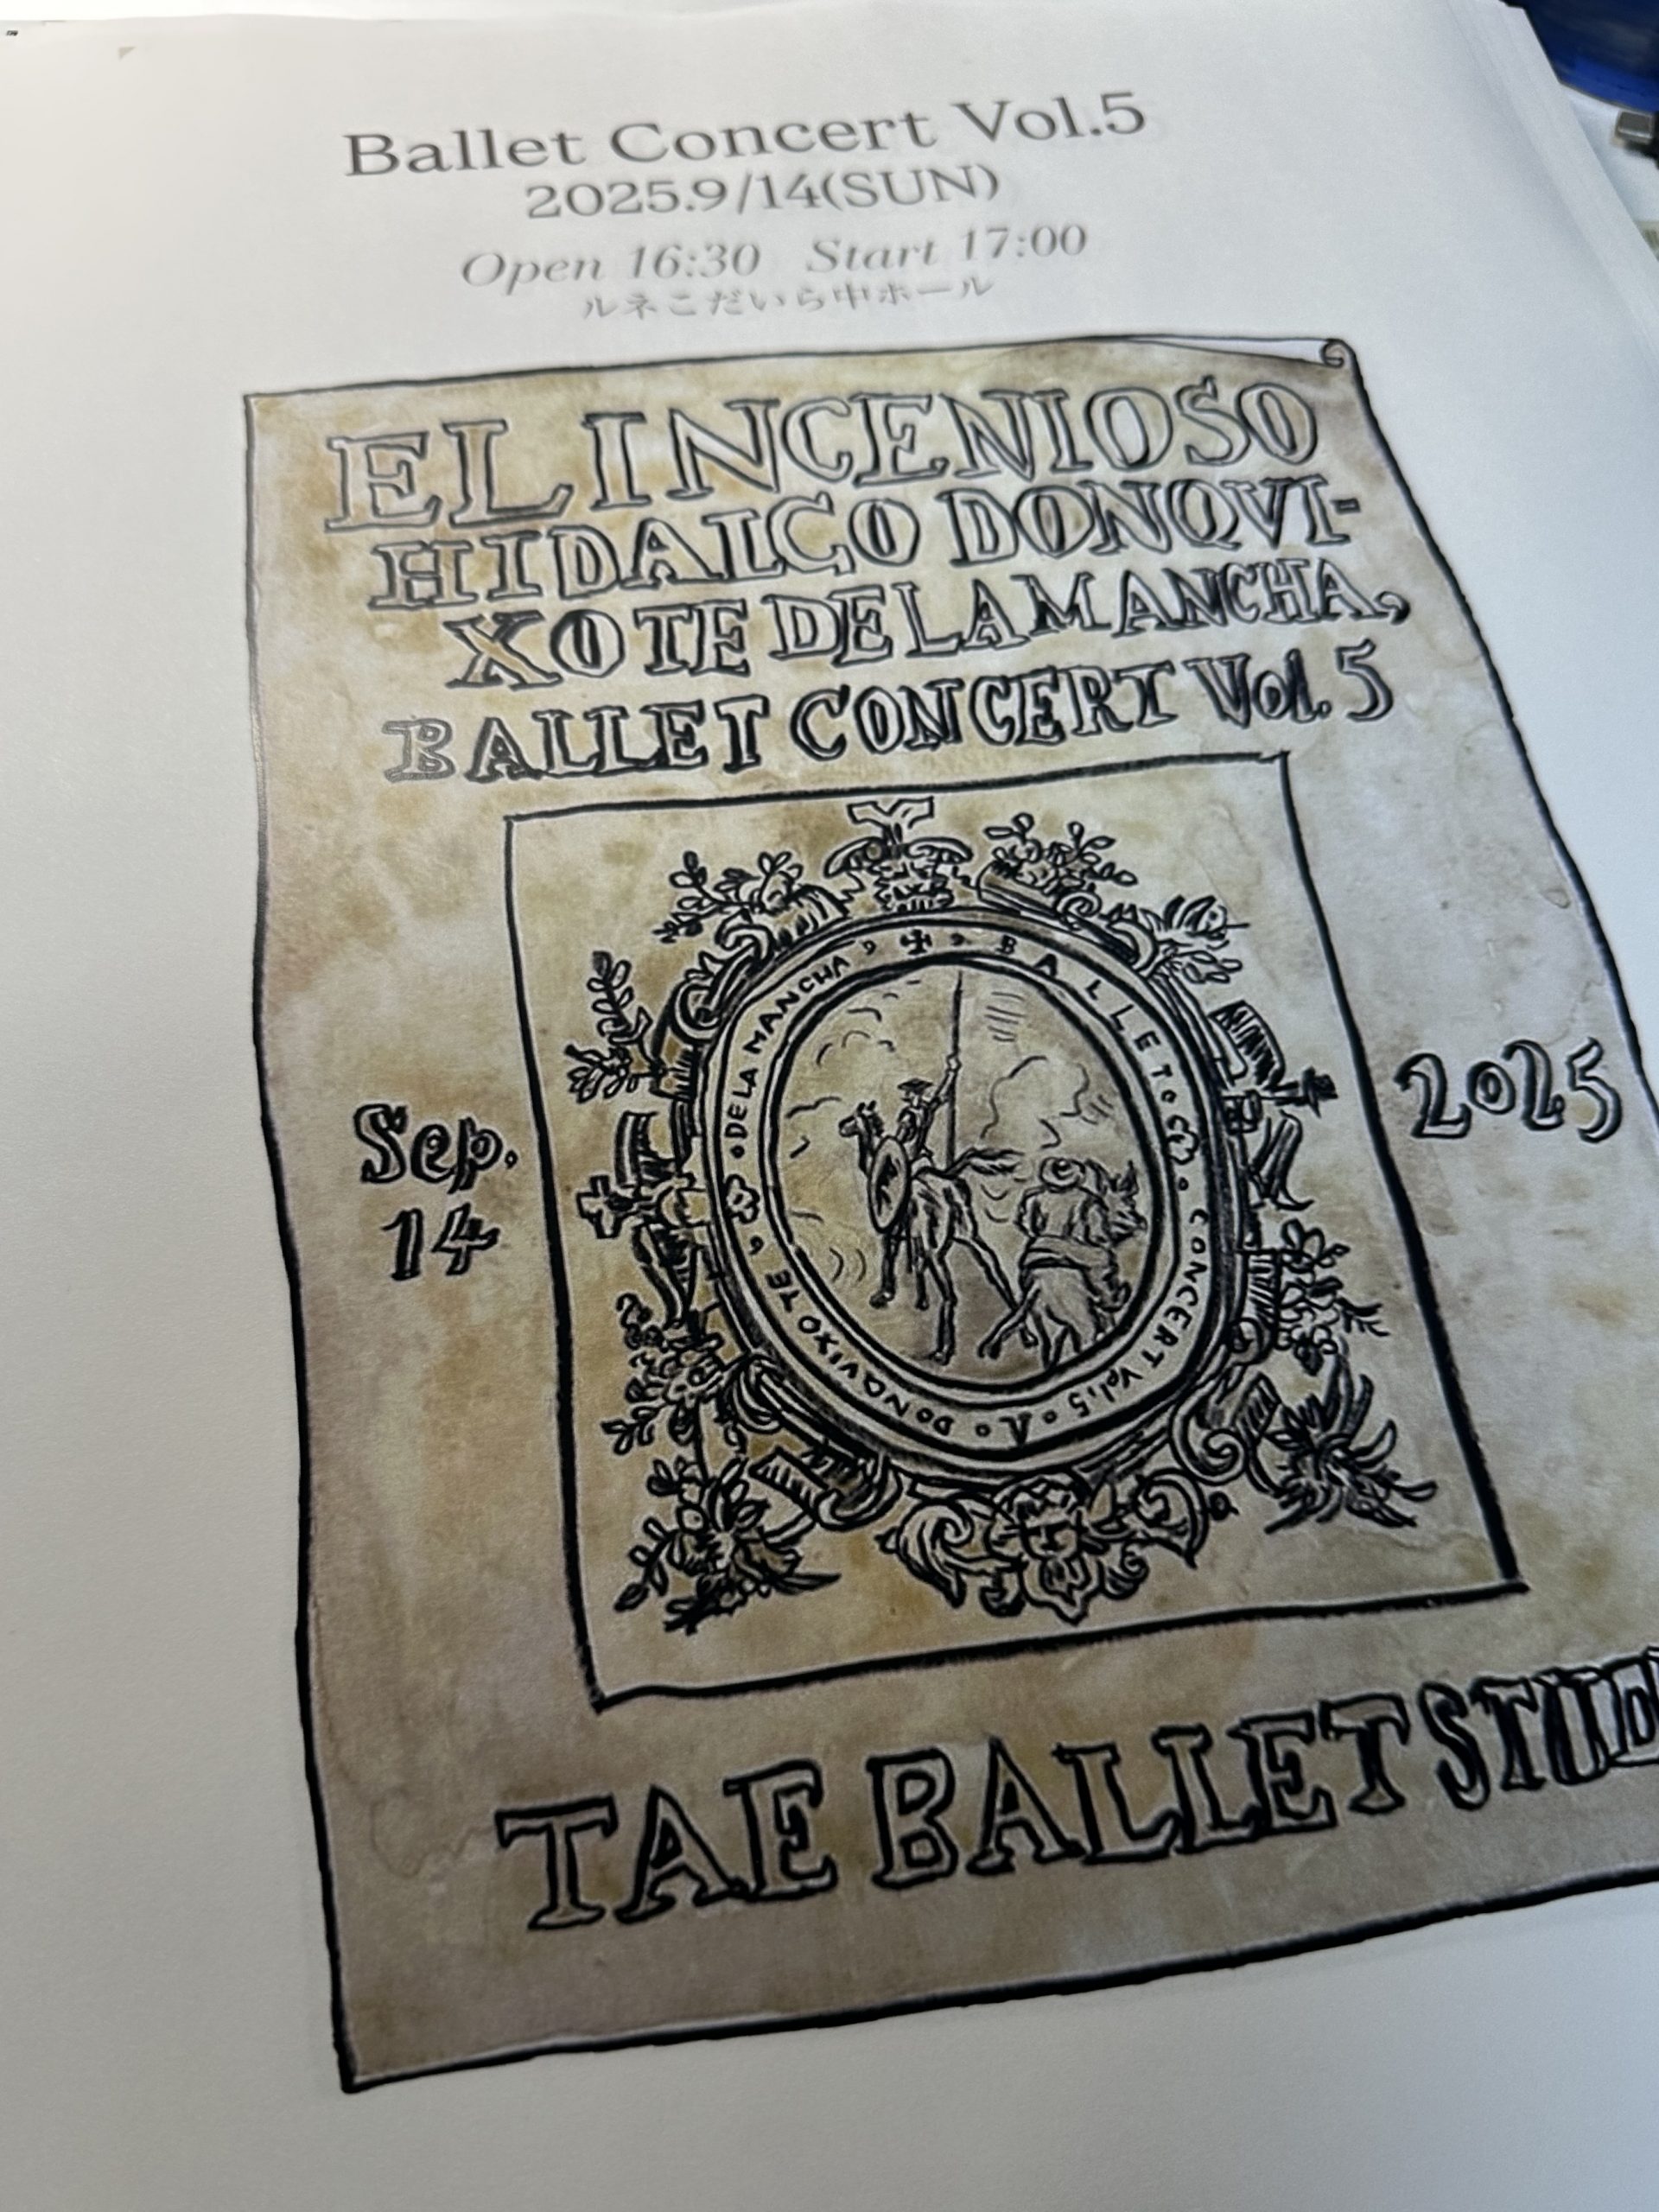 Ballet Concert Vol.5
2025.9/14(SUN)
Open 16:30 Start 17:00
ルネこだいら中ホール
EL INCENIOSO
HIDALGO DONQVI-
XOTE DE LA MANCHA,
BALLET CONCERT Vol. 5
DE LA MANCHA, BALLET
CONCERT Vol.5
DONQVIXOTE
Sep.
14
2025
TAE BALLET